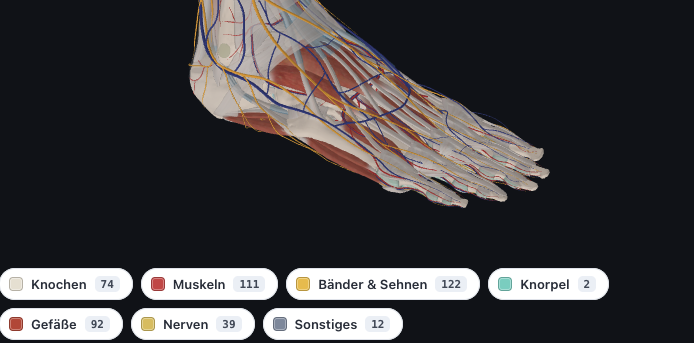 Knochen 74 Muskeln 111 Bänder & Sehnen 122 Knorpel 2
Gefäße 92 Nerven 39 Sonstiges 12